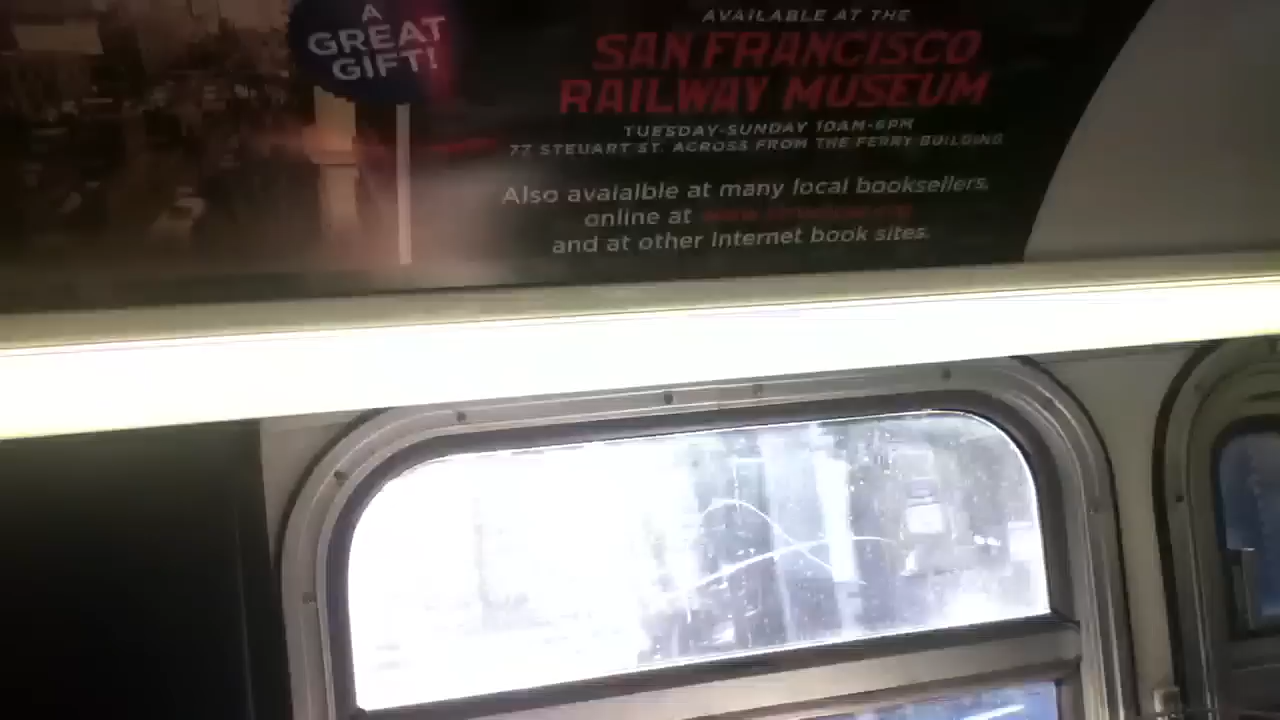 A
GREAT
GIFT!
AVAILABLE AT THE
SAN FRANCISCO
RAILWAY MUSEUM
TUESDAY-SUNDAY 10AM-6PM
77 STEUART ST. ACROSS FROM THE FERRY BUILDING
Also avaialble at many local booksellers,
online at
and at other Internet book sites.